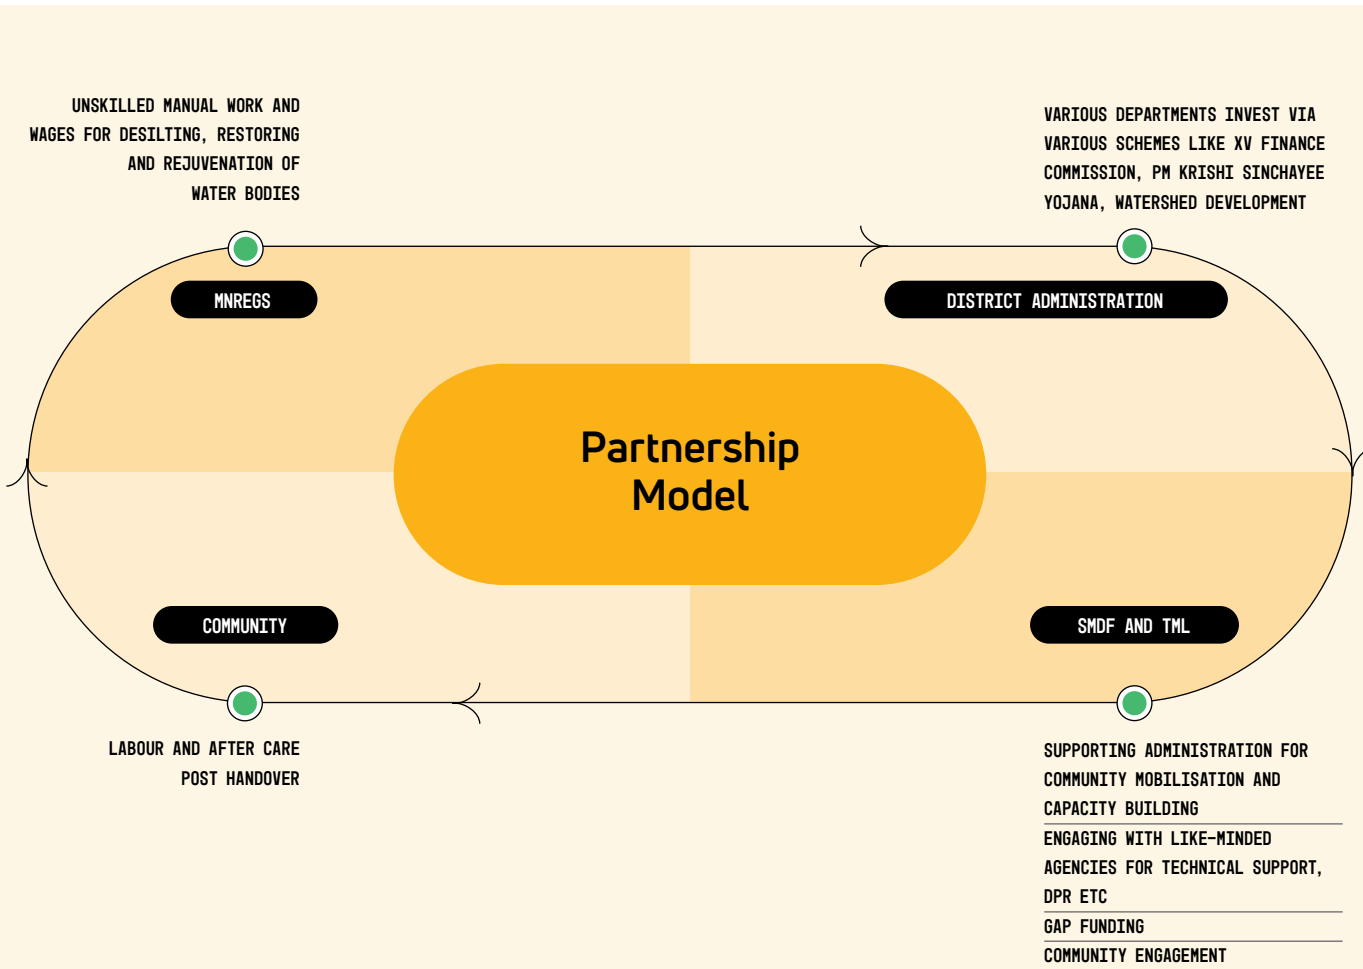 UNSKILLED MANUAL WORK AND
WAGES FOR DESILTING, RESTORING
AND REJUVENATION OF
WATER BODIES
MNREGS
VARIOUS DEPARTMENTS INVEST VIA
VARIOUS SCHEMES LIKE XV FINANCE
COMMISSION, PM KRISHI SINCHAYEE
YOJANA, WATERSHED DEVELOPMENT
DISTRICT ADMINISTRATION
Partnership
Model
COMMUNITY
LABOUR AND AFTER CARE
POST HANDOVER
SMDF AND TML
SUPPORTING ADMINISTRATION FOR
COMMUNITY MOBILISATION AND
CAPACITY BUILDING
ENGAGING WITH LIKE-MINDED
AGENCIES FOR TECHNICAL SUPPORT,
DPR ETC
GAP FUNDING
COMMUNITY ENGAGEMENT